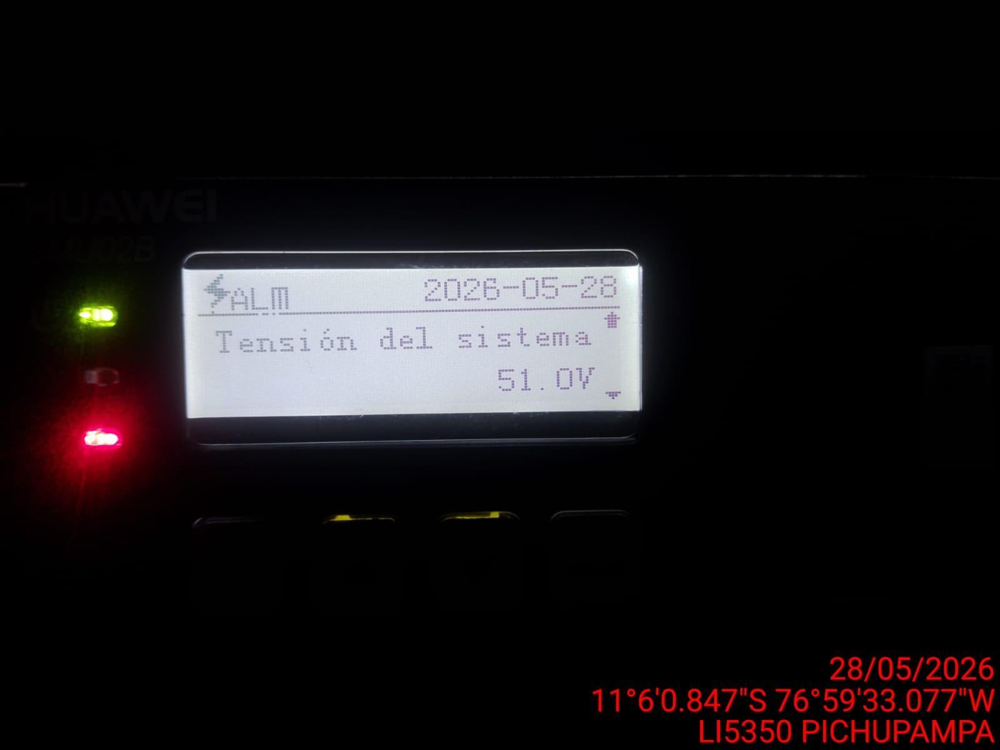 HUAWEI
SMU02B
ALM 2026-05-28
Tensión del sistema
51.0V
28/05/2026
11°6'0.847"S 76°59'33.077"W
LI5350 PICHUPAMPA